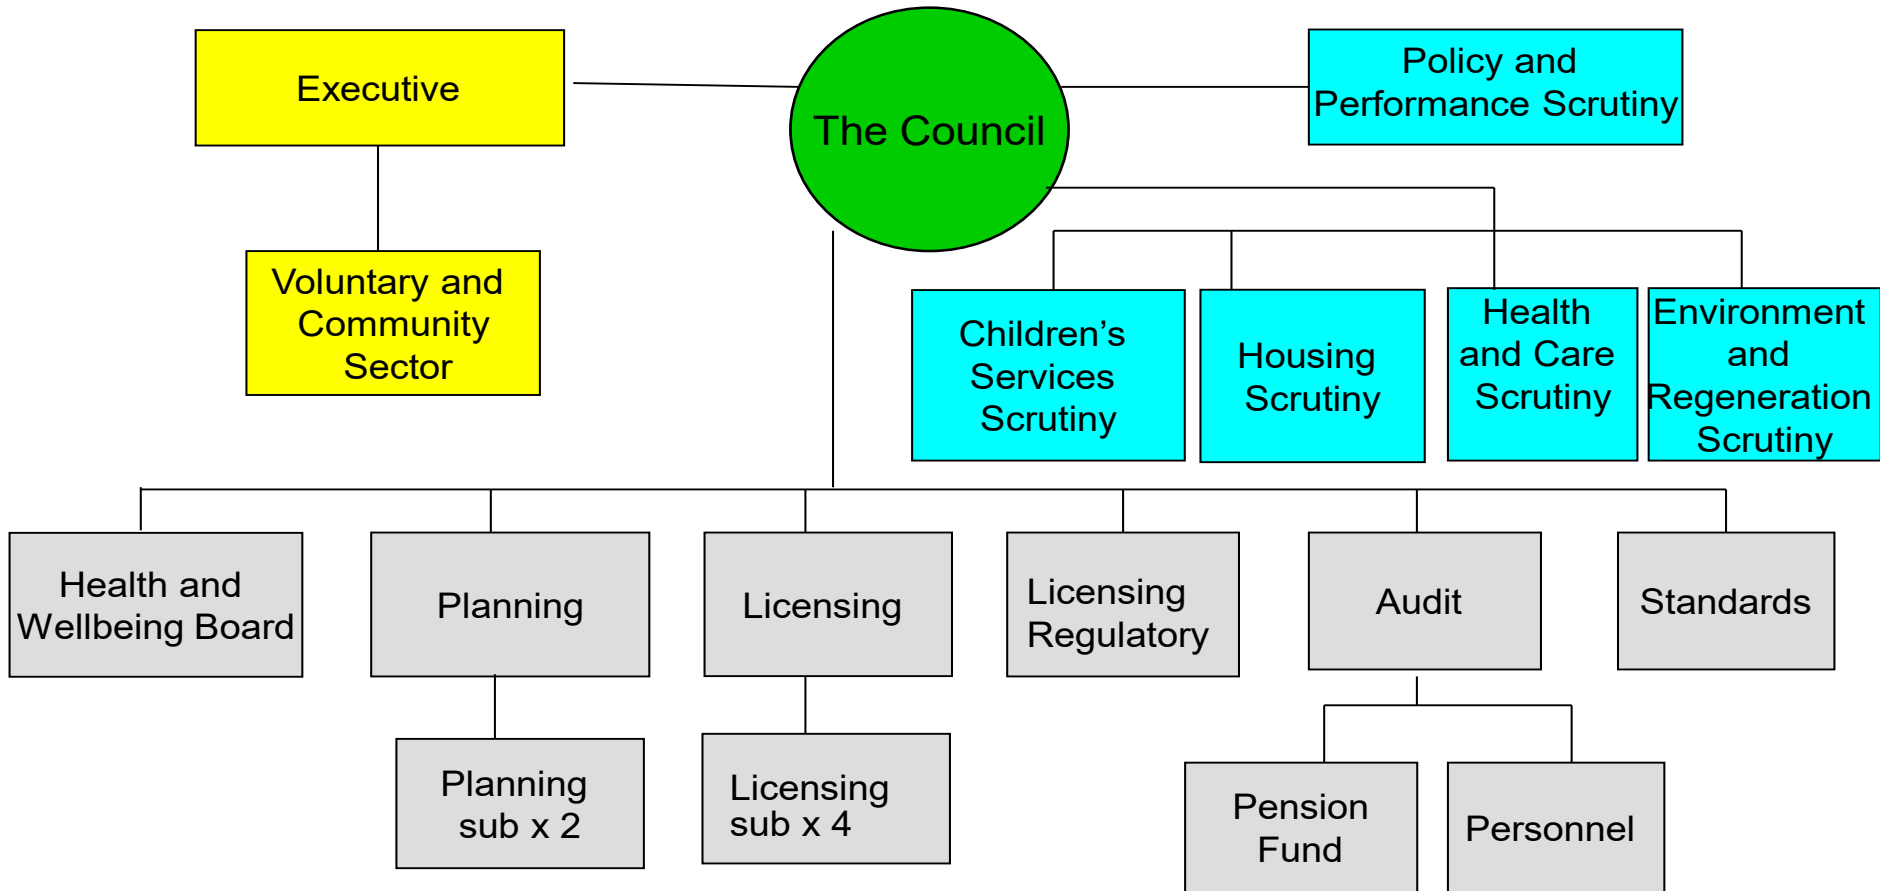 Executive
The Council
Policy and
Performance Scrutiny
Voluntary and
Community
Sector
Children’s
Services
Scrutiny
Housing
Scrutiny
Health
and Care
Scrutiny
Environment
and
Regeneration
Scrutiny
Health and
Wellbeing Board
Planning
Licensing
Licensing
Regulatory
Audit
Standards
Planning
sub x 2
Licensing
sub x 4
Pension
Fund
Personnel